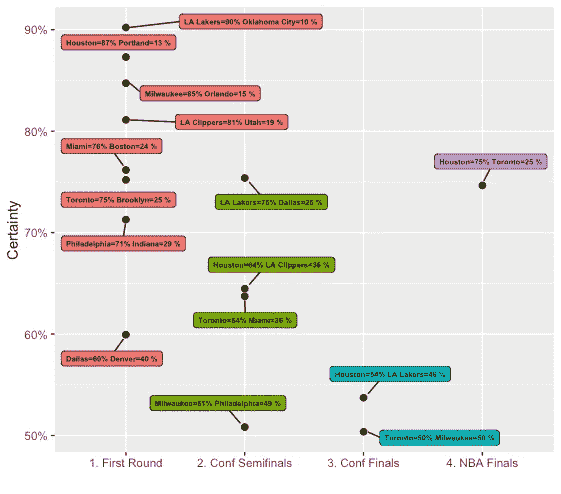 90%
80%
70%
60%
50%
Certainty
LA Lakers=90% Oklahoma City=10 %
Houston=87% Portland=13 %
Milwaukee=85% Orlando=15 %
LA Clippers=81% Utah=19 %
Miami=76% Boston=24 %
Toronto=75% Brooklyn=25 %
Philadelphia=71% Indiana=29 %
Dallas=60% Denver=40 %
LA Lakers=75% Dallas=25 %
Houston=64% LA Clippers=36 %
Toronto=64% Miami=36 %
Milwaukee=51% Philadelphia=49 %
Houston=54% LA Lakers=46 %
Toronto=50% Milwaukee=50 %
Houston=75% Toronto=25 %
1. First Round
2. Conf Semifinals
3. Conf Finals
4. NBA Finals